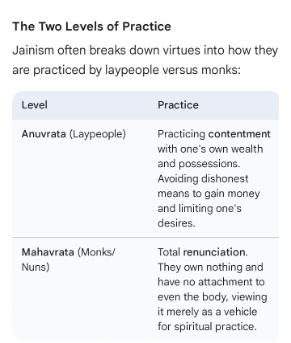 The Two Levels of Practice
Jainism often breaks down virtues into how they
are practiced by laypeople versus monks:
Level
Practice
Anuvrata (Laypeople)
Practicing contentment
with one's own wealth
and possessions.
Avoiding dishonest
means to gain money
and limiting one's
desires.
Mahavrata (Monks/
Nuns)
Total renunciation.
They own nothing and
have no attachment to
even the body, viewing
it merely as a vehicle
for spiritual practice.